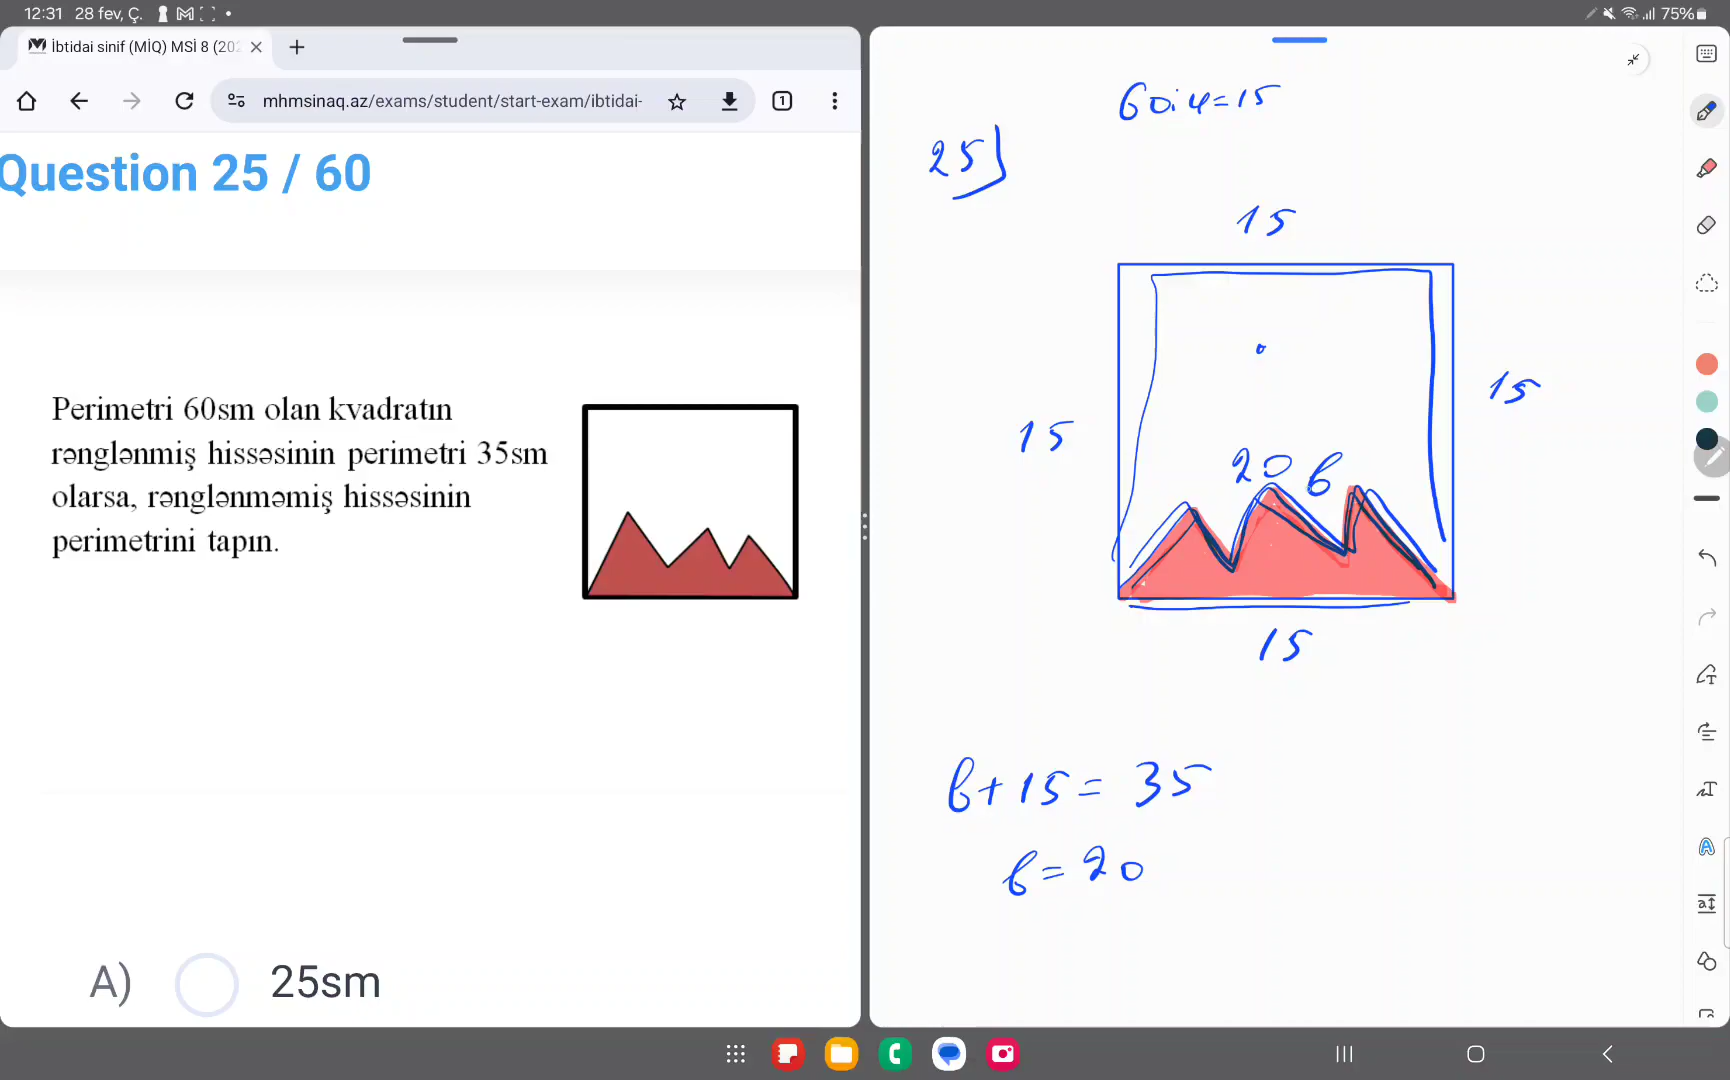 12:31 28 fev, Ç.
75%
İbtidai sinif (MİQ) MSİ 8 (202
mhmsinaq.az/exams/student/start-exam/ibtidai-
1
Question 25 / 60
Perimetri 60sm olan kvadratın
rənglənmiş hissəsinin perimetri 35sm
olarsa, rənglənməmiş hissəsinin
perimetrini tapın.
A) 25sm
60:4=15
25)
15
15
15
20 b
15
b+15=35
b=20